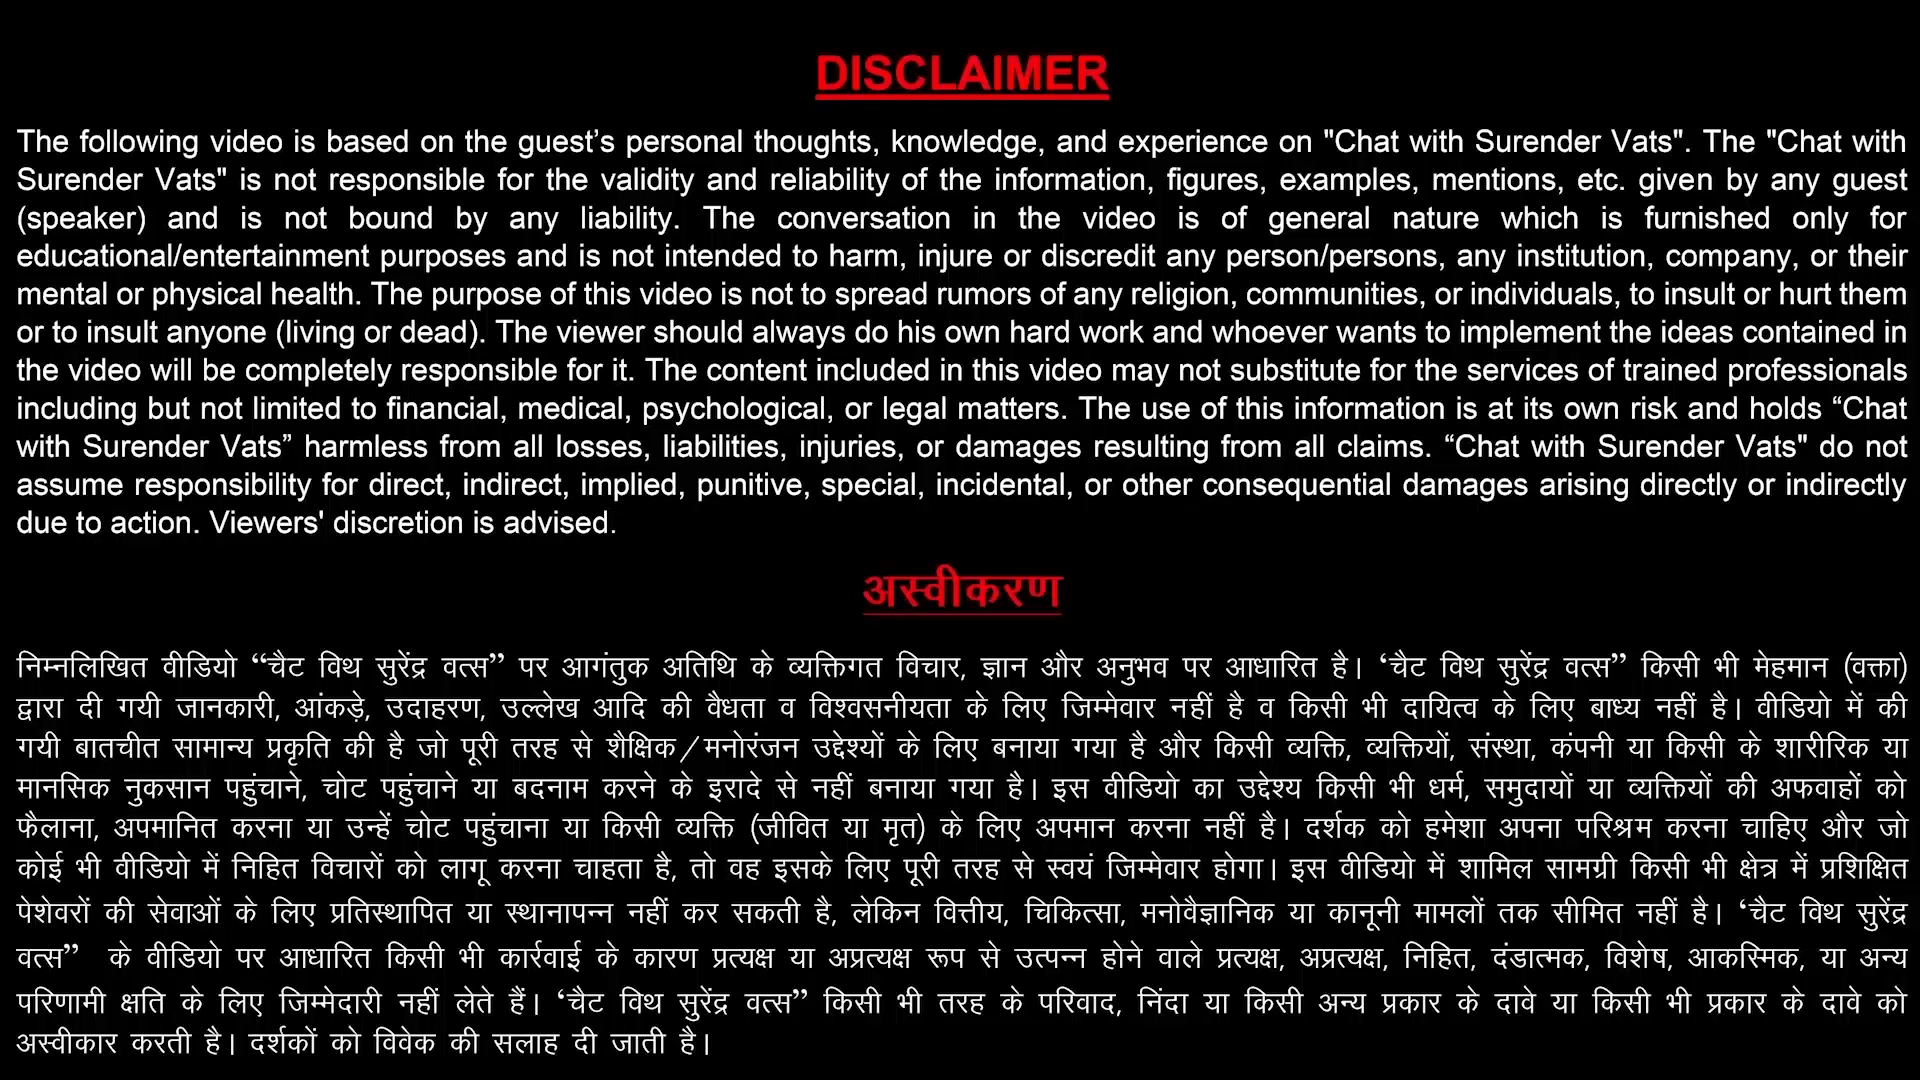 DISCLAIMER
The following video is based on the guest’s personal thoughts, knowledge, and experience on "Chat with Surender Vats". The "Chat with
Surender Vats" is not responsible for the validity and reliability of the information, figures, examples, mentions, etc. given by any guest
(speaker) and is not bound by any liability. The conversation in the video is of general nature which is furnished only for
educational/entertainment purposes and is not intended to harm, injure or discredit any person/persons, any institution, company, or their
mental or physical health. The purpose of this video is not to spread rumors of any religion, communities, or individuals, to insult or hurt them
or to insult anyone (living or dead). The viewer should always do his own hard work and whoever wants to implement the ideas contained in
the video will be completely responsible for it. The content included in this video may not substitute for the services of trained professionals
including but not limited to financial, medical, psychological, or legal matters. The use of this information is at its own risk and holds “Chat
with Surender Vats” harmless from all losses, liabilities, injuries, or damages resulting from all claims. “Chat with Surender Vats" do not
assume responsibility for direct, indirect, implied, punitive, special, incidental, or other consequential damages arising directly or indirectly
due to action. Viewers' discretion is advised.
अस्वीकरण
निम्नलिखित वीडियो “चैट विथ सुरेंद्र वत्स” पर आगंतुक अतिथि के व्यक्तिगत विचार, ज्ञान और अनुभव पर आधारित है। ‘चैट विथ सुरेंद्र वत्स” किसी भी मेहमान (वक्ता)
द्वारा दी गयी जानकारी, आंकड़े, उदाहरण, उल्लेख आदि की वैधता व विश्वसनीयता के लिए जिम्मेवार नहीं है व किसी भी दायित्व के लिए बाध्य नहीं है। वीडियो में की
गयी बातचीत सामान्य प्रकृति की है जो पूरी तरह से शैक्षिक/मनोरंजन उद्देश्यों के लिए बनाया गया है और किसी व्यक्ति, व्यक्तियों, संस्था, कंपनी या किसी के शारीरिक या
मानसिक नुकसान पहुंचाने, चोट पहुंचाने या बदनाम करने के इरादे से नहीं बनाया गया है। इस वीडियो का उद्देश्य किसी भी धर्म, समुदायों या व्यक्तियों की अफवाहों को
फैलाना, अपमानित करना या उन्हें चोट पहुंचाना या किसी व्यक्ति (जीवित या मृत) के लिए अपमान करना नहीं है। दर्शक को हमेशा अपना परिश्रम करना चाहिए और जो
कोई भी वीडियो में निहित विचारों को लागू करना चाहता है, तो वह इसके लिए पूरी तरह से स्वयं जिम्मेवार होगा। इस वीडियो में शामिल सामग्री किसी भी क्षेत्र में प्रशिक्षित
पेशेवरों की सेवाओं के लिए प्रतिस्थापित या स्थानापन्न नहीं कर सकती है, लेकिन वित्तीय, चिकित्सा, मनोवैज्ञानिक या कानूनी मामलों तक सीमित नहीं है। ‘चैट विथ सुरेंद्र
वत्स” के वीडियो पर आधारित किसी भी कार्रवाई के कारण प्रत्यक्ष या अप्रत्यक्ष रूप से उत्पन्न होने वाले प्रत्यक्ष, अप्रत्यक्ष, निहित, दंडात्मक, विशेष, आकस्मिक, या अन्य
परिणामी क्षति के लिए जिम्मेदारी नहीं लेते हैं। ‘चैट विथ सुरेंद्र वत्स” किसी भी तरह के परिवाद, निंदा या किसी अन्य प्रकार के दावे या किसी भी प्रकार के दावे को
अस्वीकार करती है। दर्शकों को विवेक की सलाह दी जाती है।